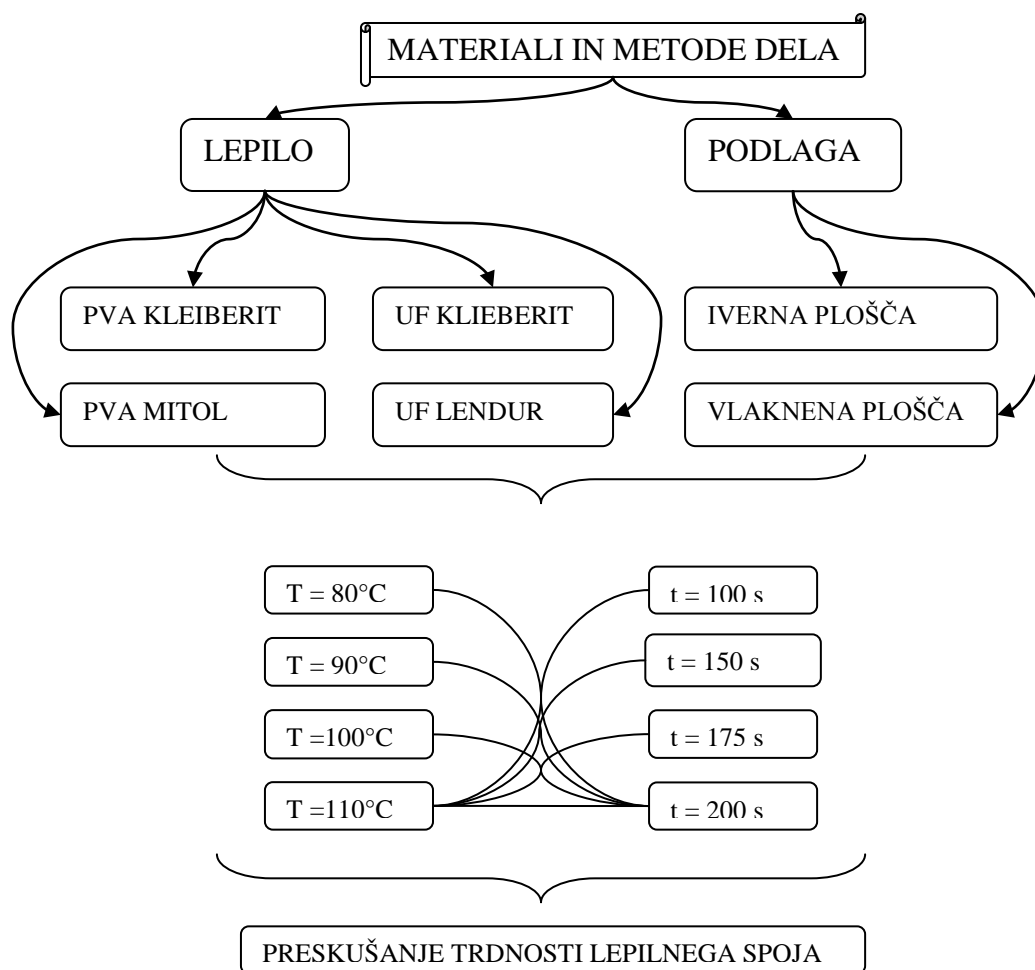 MATERIALI IN METODE DELA
LEPILO
PODLAGA
PVA KLEIBERIT
UF KLIEBERIT
IVERNA PLOŠČA
PVA MITOL
UF LENDUR
VLAKNENA PLOŠČA
T = 80°C
t = 100 s
T = 90°C
t = 150 s
T =100°C
t = 175 s
T =110°C
t = 200 s
PRESKUŠANJE TRDNOSTI LEPILNEGA SPOJA